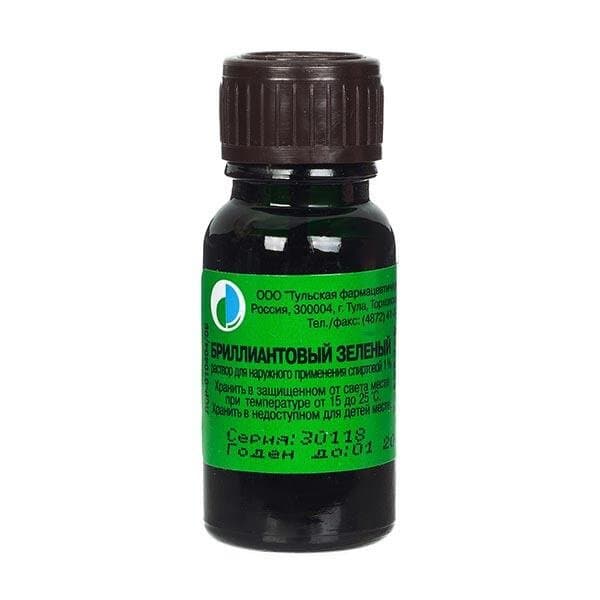 ООО "Тульская
Россия, 300004, г. Тула,
Тел./факс: (4872)
БРИЛЛИАНТОВЫЙ ЗЕЛЕНЫЙ
раствор для наружного применения спиртовой 1%
Хранить в защищенном от света месте
при температуре от 15 до 25°С.
Хранить в недоступном для детей месте.
Серия:30118
Годен до:01